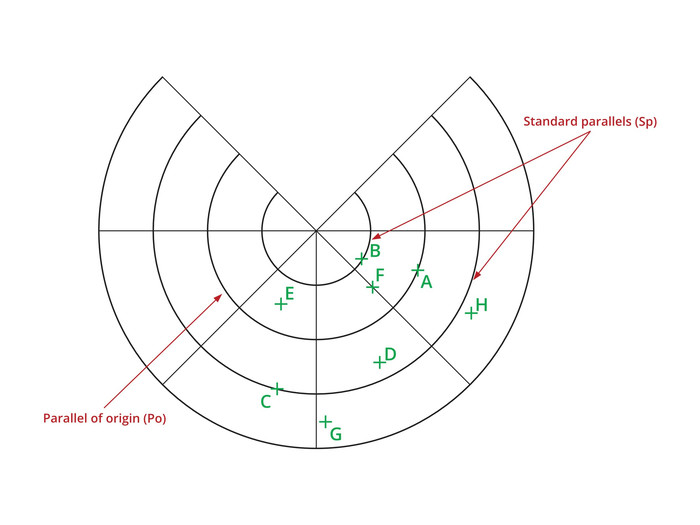 Standard parallels (Sp)
B
F
A
E
H
D
C
G
Parallel of origin (Po)